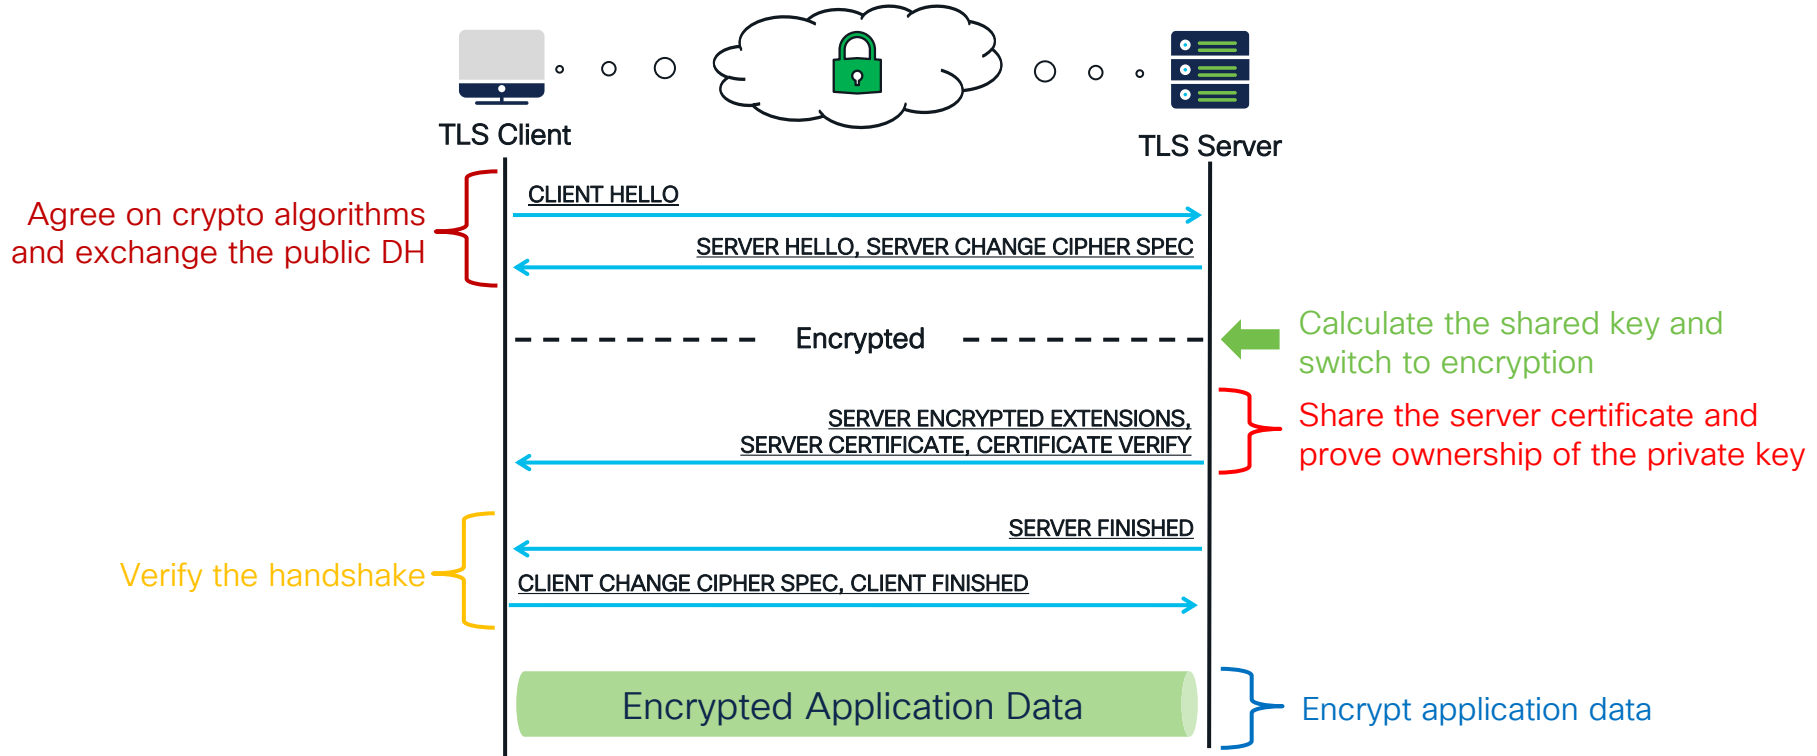 TLS Client
TLS Server
CLIENT HELLO
Agree on crypto algorithms
and exchange the public DH
SERVER HELLO, SERVER CHANGE CIPHER SPEC
Encrypted
Calculate the shared key and
switch to encryption
SERVER ENCRYPTED EXTENSIONS,
SERVER CERTIFICATE, CERTIFICATE VERIFY
Share the server certificate and
prove ownership of the private key
SERVER FINISHED
Verify the handshake
CLIENT CHANGE CIPHER SPEC, CLIENT FINISHED
Encrypted Application Data
Encrypt application data